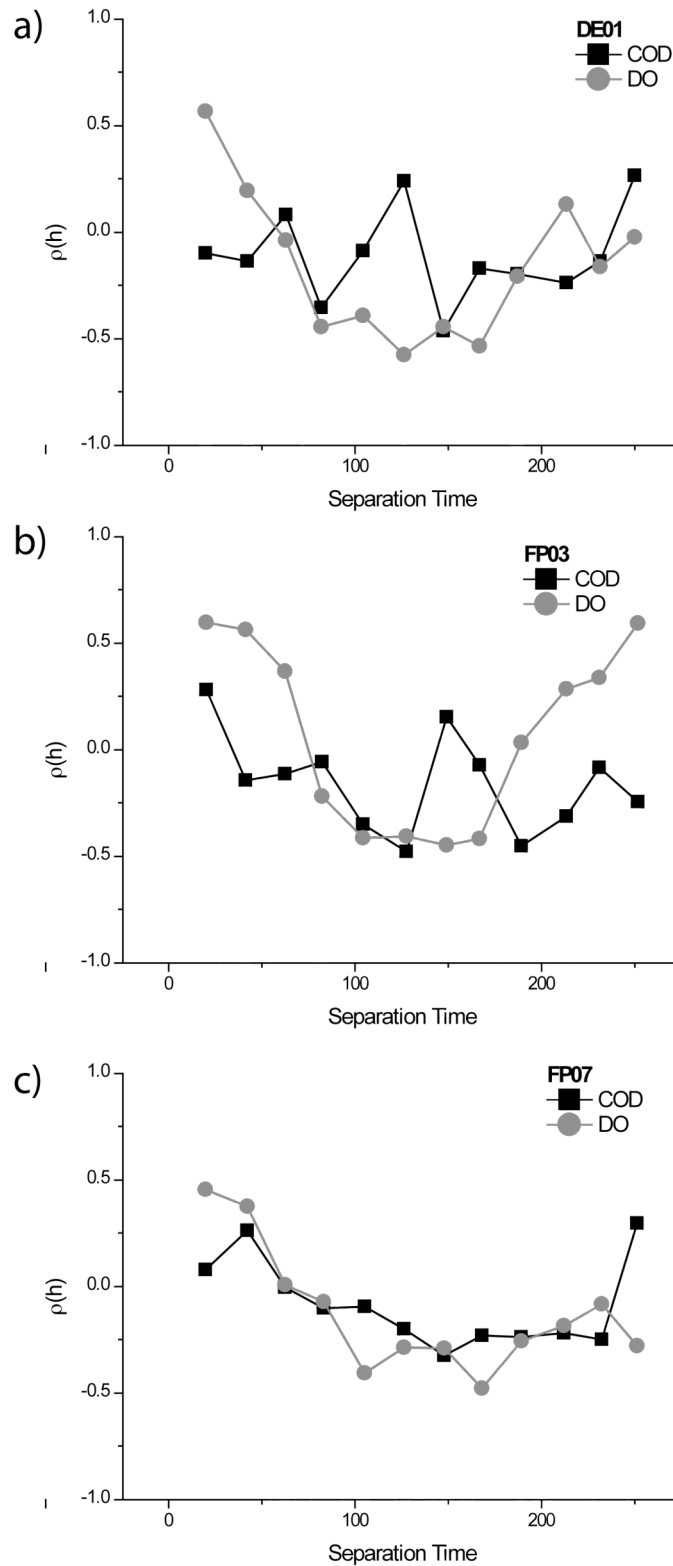 a)
DE01
COD
DO
1.0
0.5
0.0
-0.5
-1.0
ρ(h)
0
100
200
Separation Time
b)
FP03
COD
DO
1.0
0.5
0.0
-0.5
-1.0
ρ(h)
0
100
200
Separation Time
c)
FP07
COD
DO
1.0
0.5
0.0
-0.5
-1.0
ρ(h)
0
100
200
Separation Time